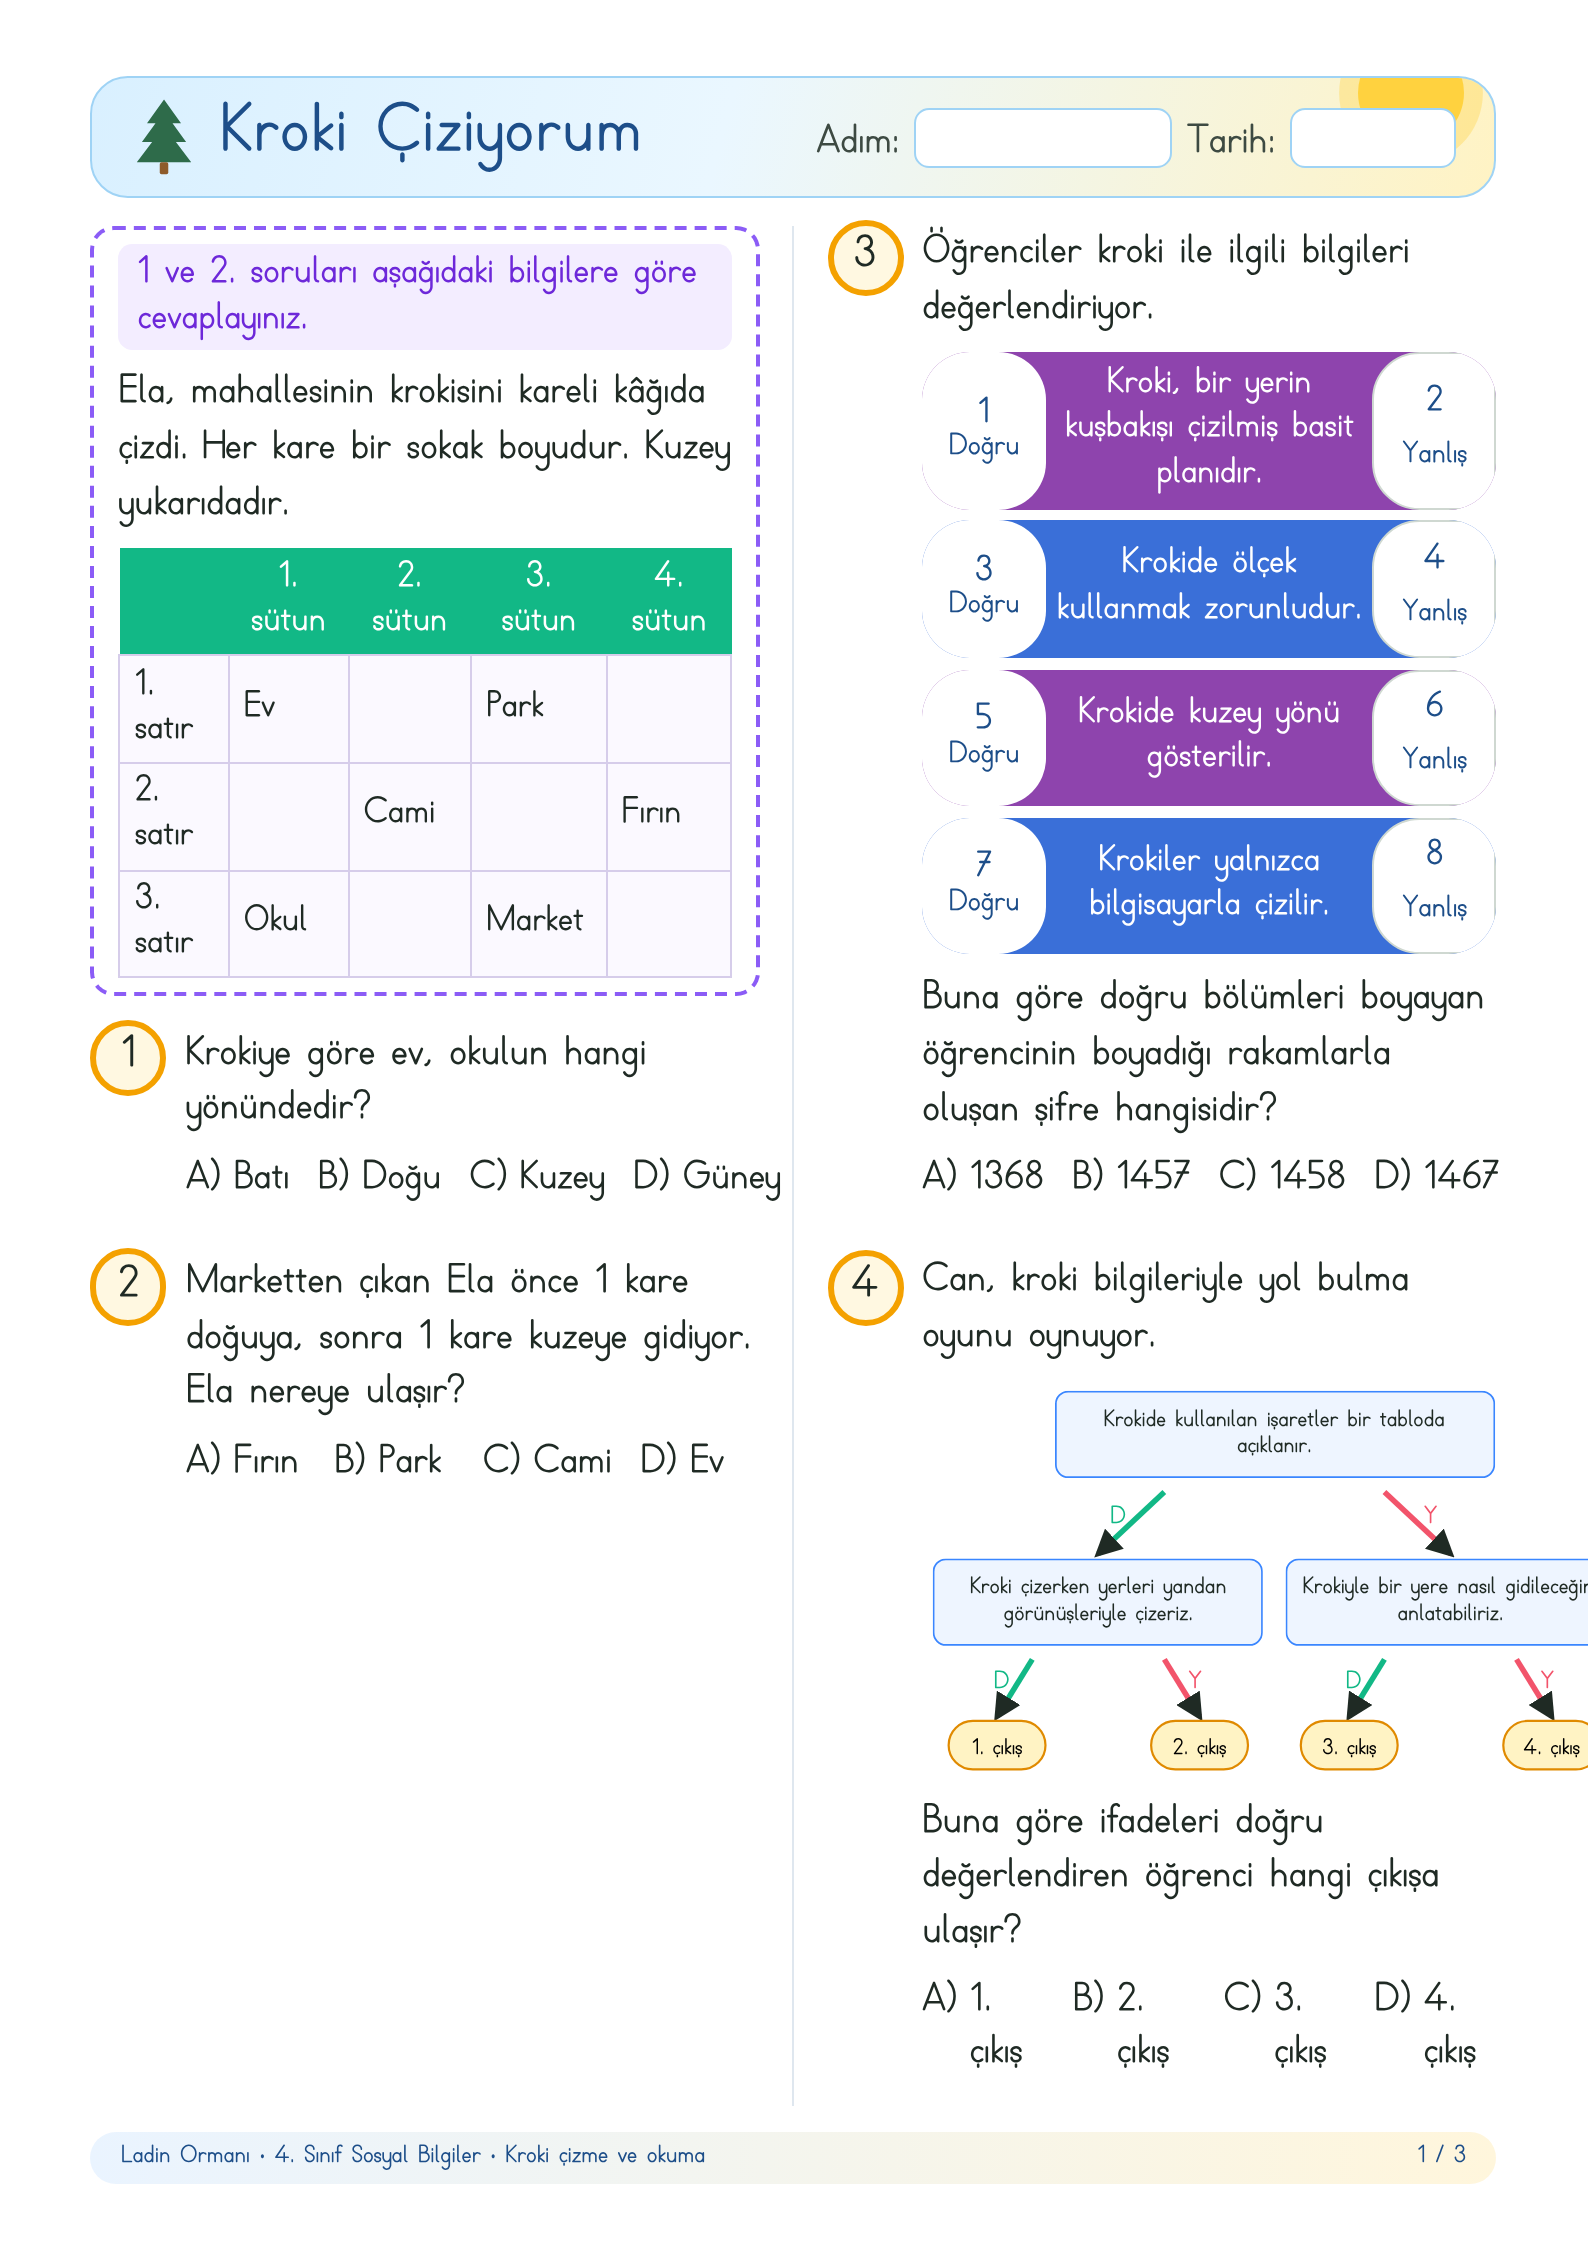 Kroki Çiziyorum
Adım:
Tarih:
1 ve 2. soruları aşağıdaki bilgilere göre
cevaplayınız.
Ela, mahallesinin krokisini kareli kâğıda
çizdi. Her kare bir sokak boyudur. Kuzey
yukarıdadır.
1. sütun 2. sütun 3. sütun 4. sütun
1. satır Ev Park
2. satır Cami Fırın
3. satır Okul Market
1 Krokiye göre ev, okulun hangi
yönündedir?
A) Batı B) Doğu C) Kuzey D) Güney
2 Marketten çıkan Ela önce 1 kare
doğuya, sonra 1 kare kuzeye gidiyor.
Ela nereye ulaşır?
A) Fırın B) Park C) Cami D) Ev
3 Öğrenciler kroki ile ilgili bilgileri
değerlendiriyor.
1 Doğru
Kroki, bir yerin
kuşbakışı çizilmiş basit
planıdır.
2 Yanlış
3 Doğru
Krokide ölçek
kullanmak zorunludur.
4 Yanlış
5 Doğru
Krokide kuzey yönü
gösterilir.
6 Yanlış
7 Doğru
Krokiler yalnızca
bilgisayarla çizilir.
8 Yanlış
Buna göre doğru bölümleri boyayan
öğrencinin boyadığı rakamlarla
oluşan şifre hangisidir?
A) 1368 B) 1457 C) 1458 D) 1467
4 Can, kroki bilgileriyle yol bulma
oyunu oynuyor.
Krokide kullanılan işaretler bir tabloda
açıklanır.
D Y
Kroki çizerken yerleri yandan
görünüşleriyle çizeriz.
Krokiyle bir yere nasıl
anlatabiliriz.
D Y D Y
1. çıkış 2. çıkış 3. çıkış 4. çıkış
Buna göre ifadeleri doğru
değerlendiren öğrenci hangi çıkışa
ulaşır?
A) 1. çıkış B) 2. çıkış C) 3. çıkış D) 4. çıkış
Ladin Ormanı • 4. Sınıf Sosyal Bilgiler • Kroki çizme ve okuma
1 / 3